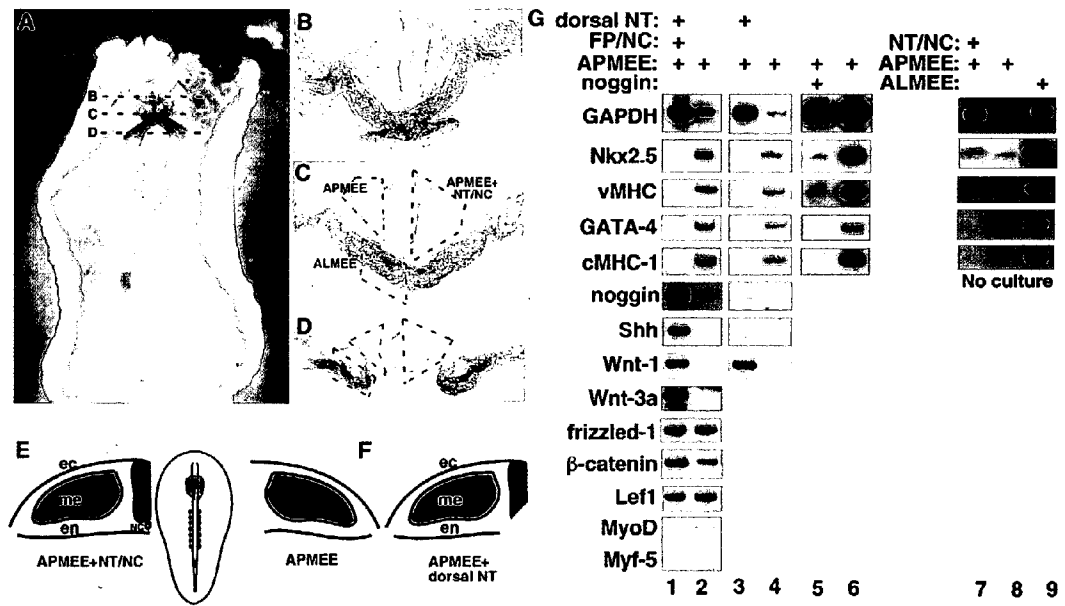 A
B
C
D
B
C
APMEE
APMEE+
NT/NC
ALMEE
D
E
ec
me
en
NC
APMEE+NT/NC
APMEE
F
ec
me
en
APMEE+
dorsal NT
G
dorsal NT: + +
FP/NC: +
APMEE: + + + + + +
noggin: +
NT/NC: +
APMEE: + +
ALMEE: +
GAPDH
Nkx2.5
vMHC
GATA-4
cMHC-1
No culture
noggin
Shh
Wnt-1
Wnt-3a
frizzled-1
β-catenin
Lef1
MyoD
Myf-5
1 2 3 4 5 6 7 8 9